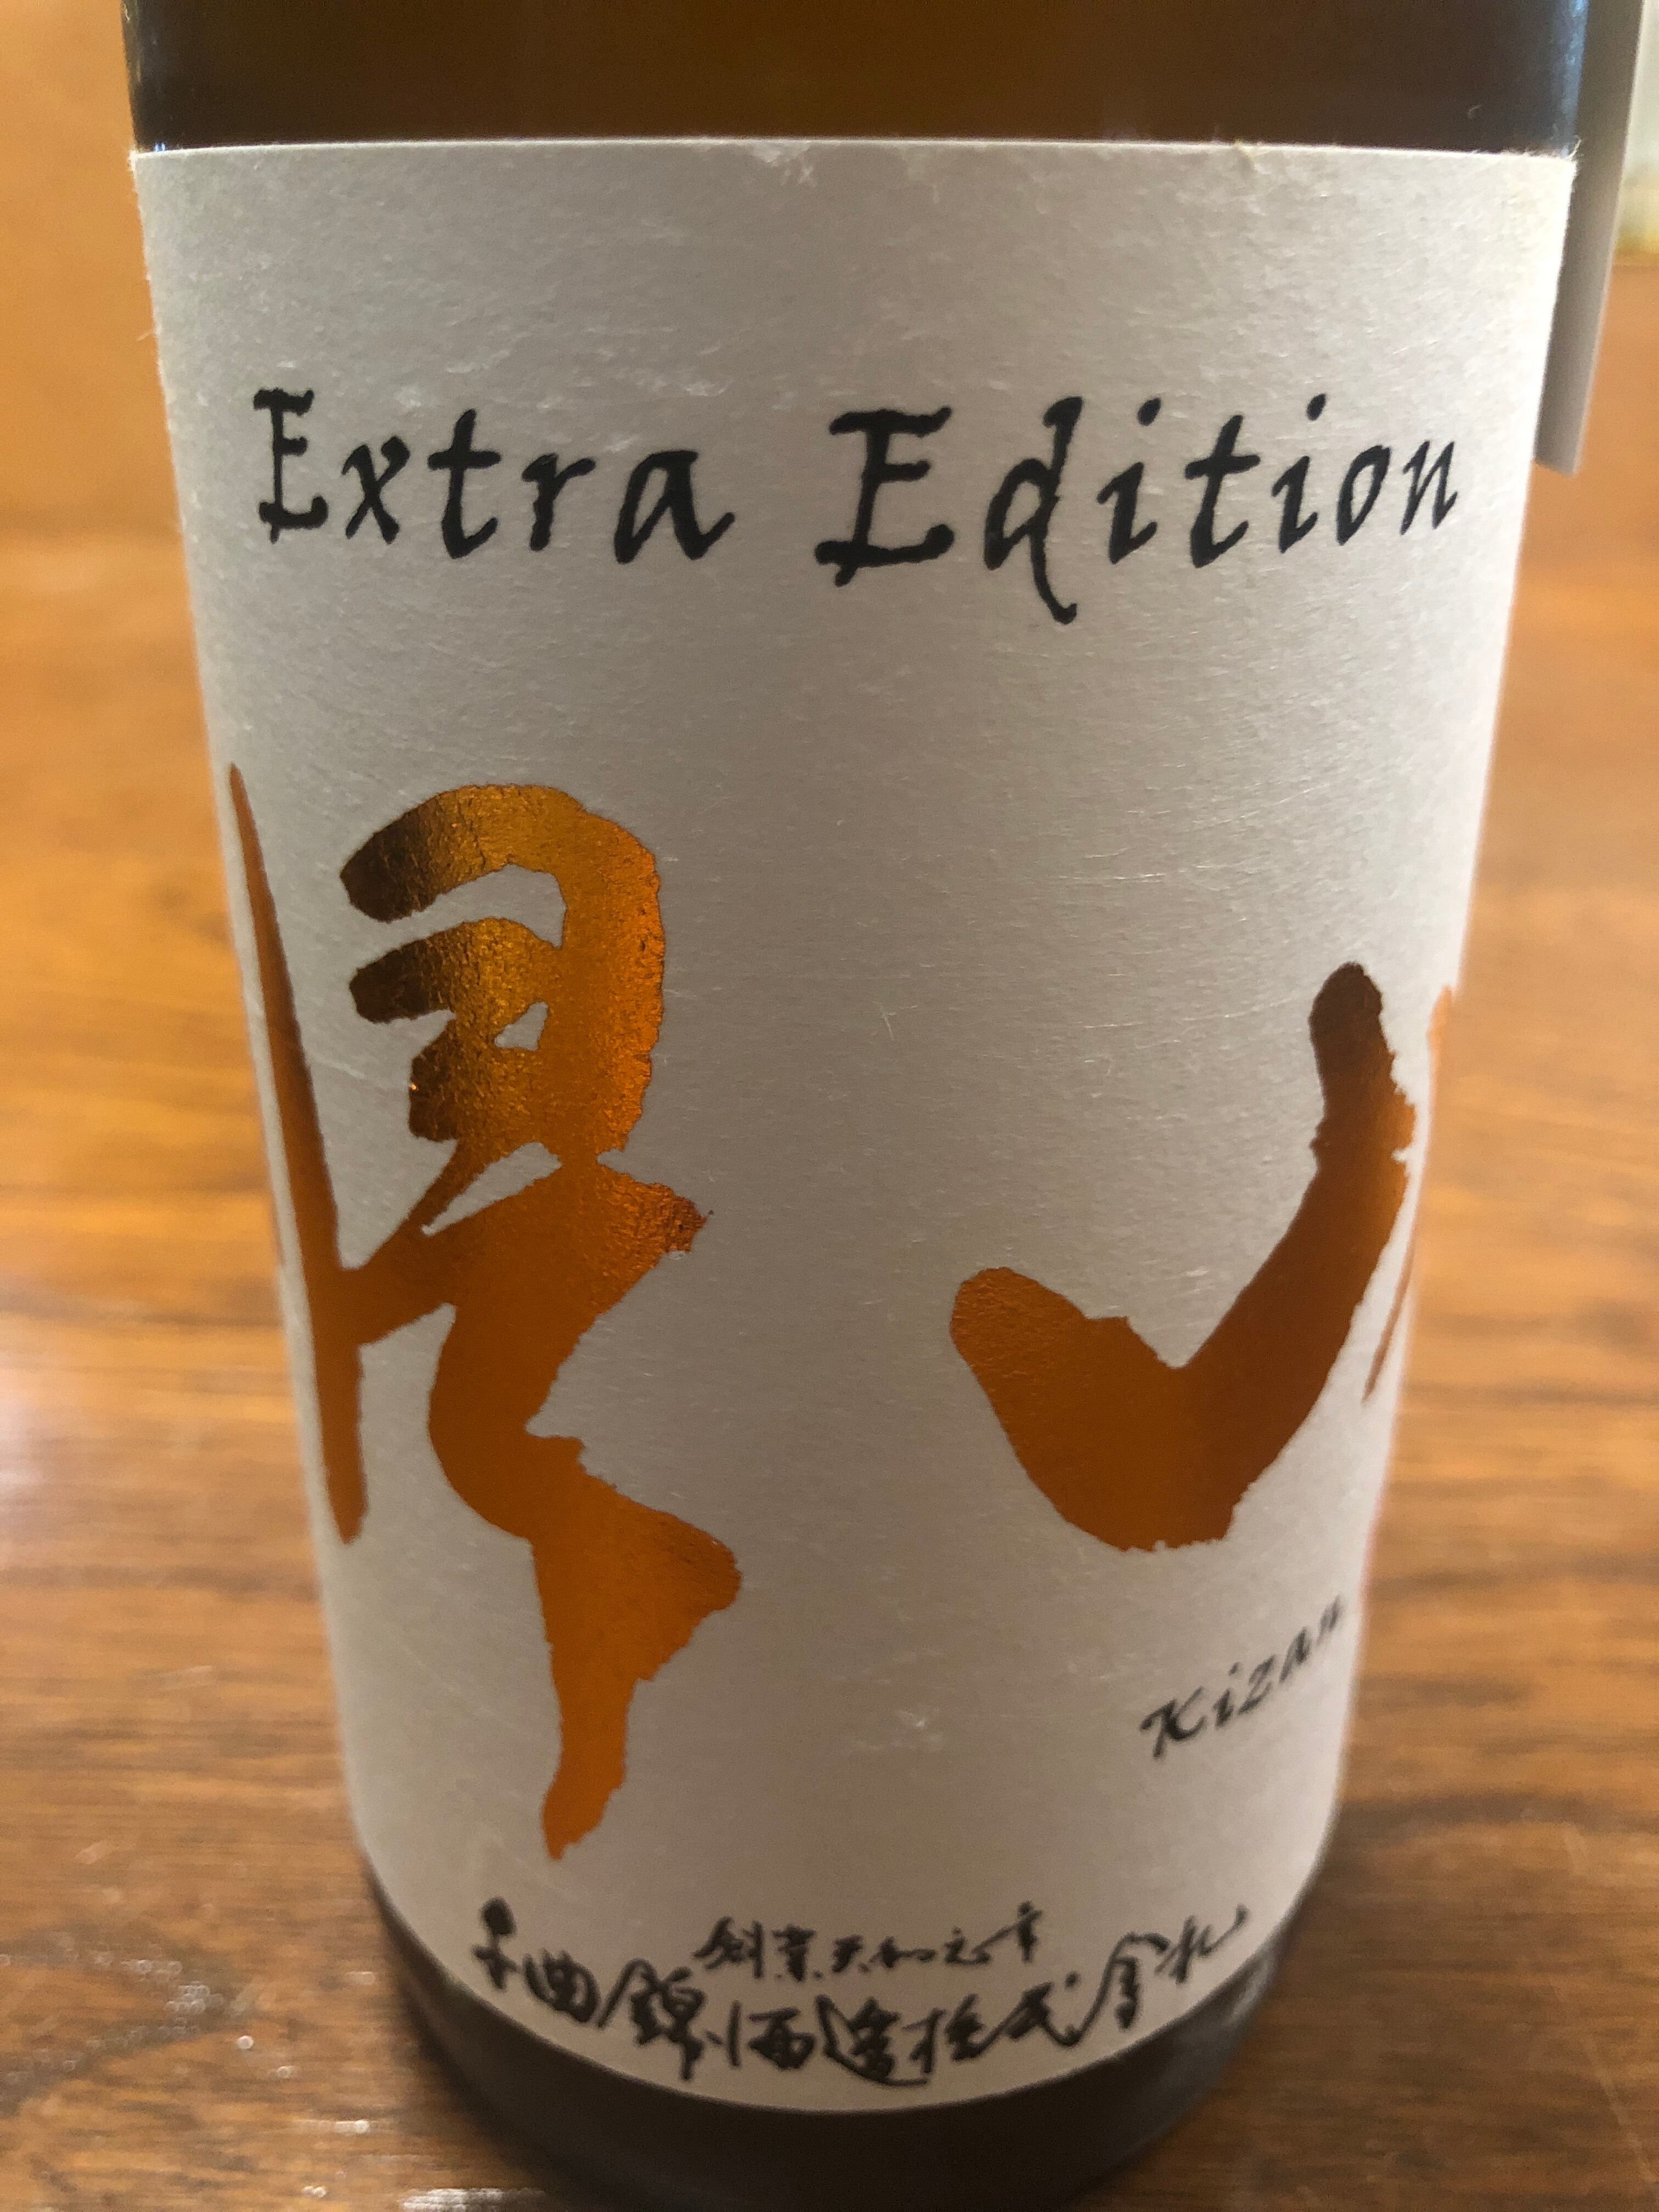 Extra Edition
帰山
Kizan
創業天和元年
千曲錦酒造株式会社